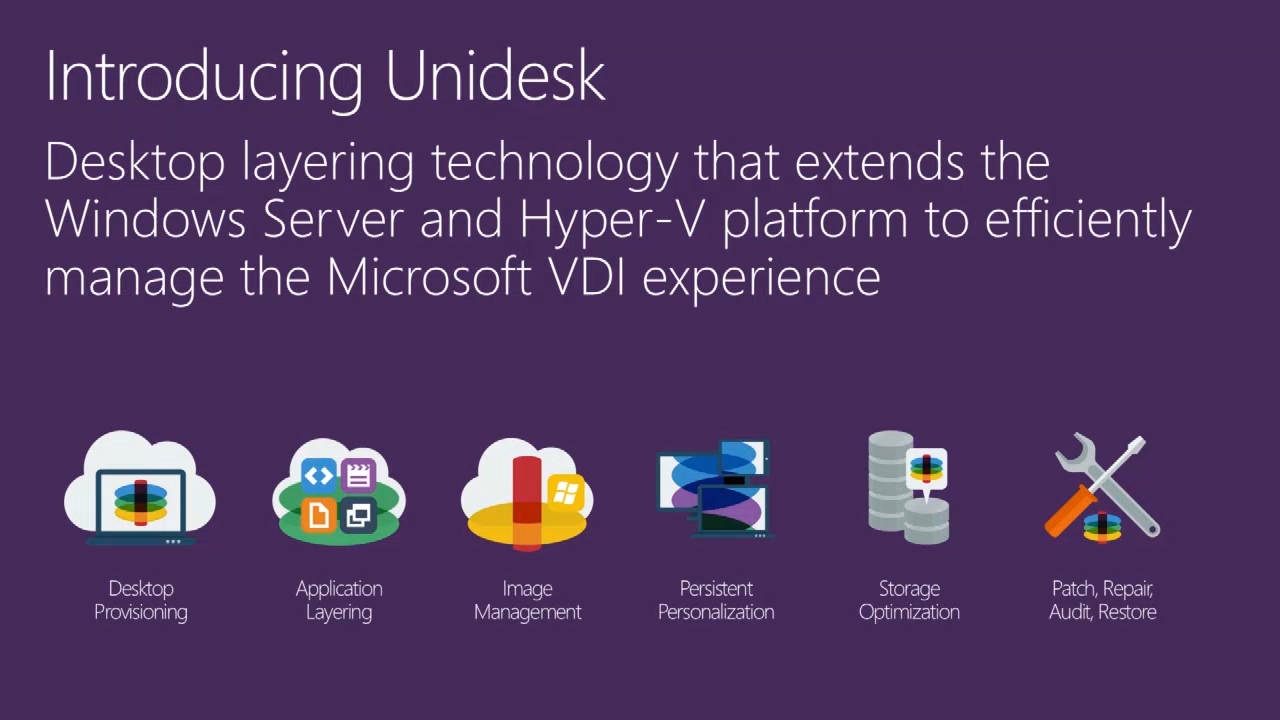 Introducing Unidesk
Desktop layering technology that extends the
Windows Server and Hyper-V platform to efficiently
manage the Microsoft VDI experience
Desktop
Provisioning
Application
Layering
Image
Management
Persistent
Personalization
Storage
Optimization
Patch, Repair,
Audit, Restore